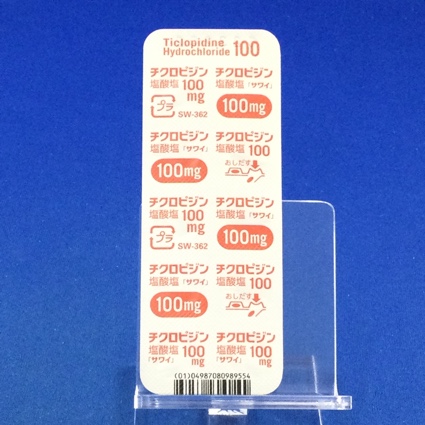 Ticlopidine
Hydrochloride 100
チクロピジン
塩酸塩 100
mg
プラ SW-362
チクロピジン
塩酸塩「サワイ」
100mg
チクロピジン
塩酸塩「サワイ」
100mg
チクロピジン
塩酸塩 100
おしだす
チクロピジン
塩酸塩 100
mg
プラ SW-362
チクロピジン
塩酸塩「サワイ」
100mg
チクロピジン
塩酸塩「サワイ」
100mg
チクロピジン
塩酸塩 100
おしだす
チクロピジン
塩酸塩 100
「サワイ」 mg
チクロピジン
塩酸塩 100
「サワイ」 mg
(01)04987080989554